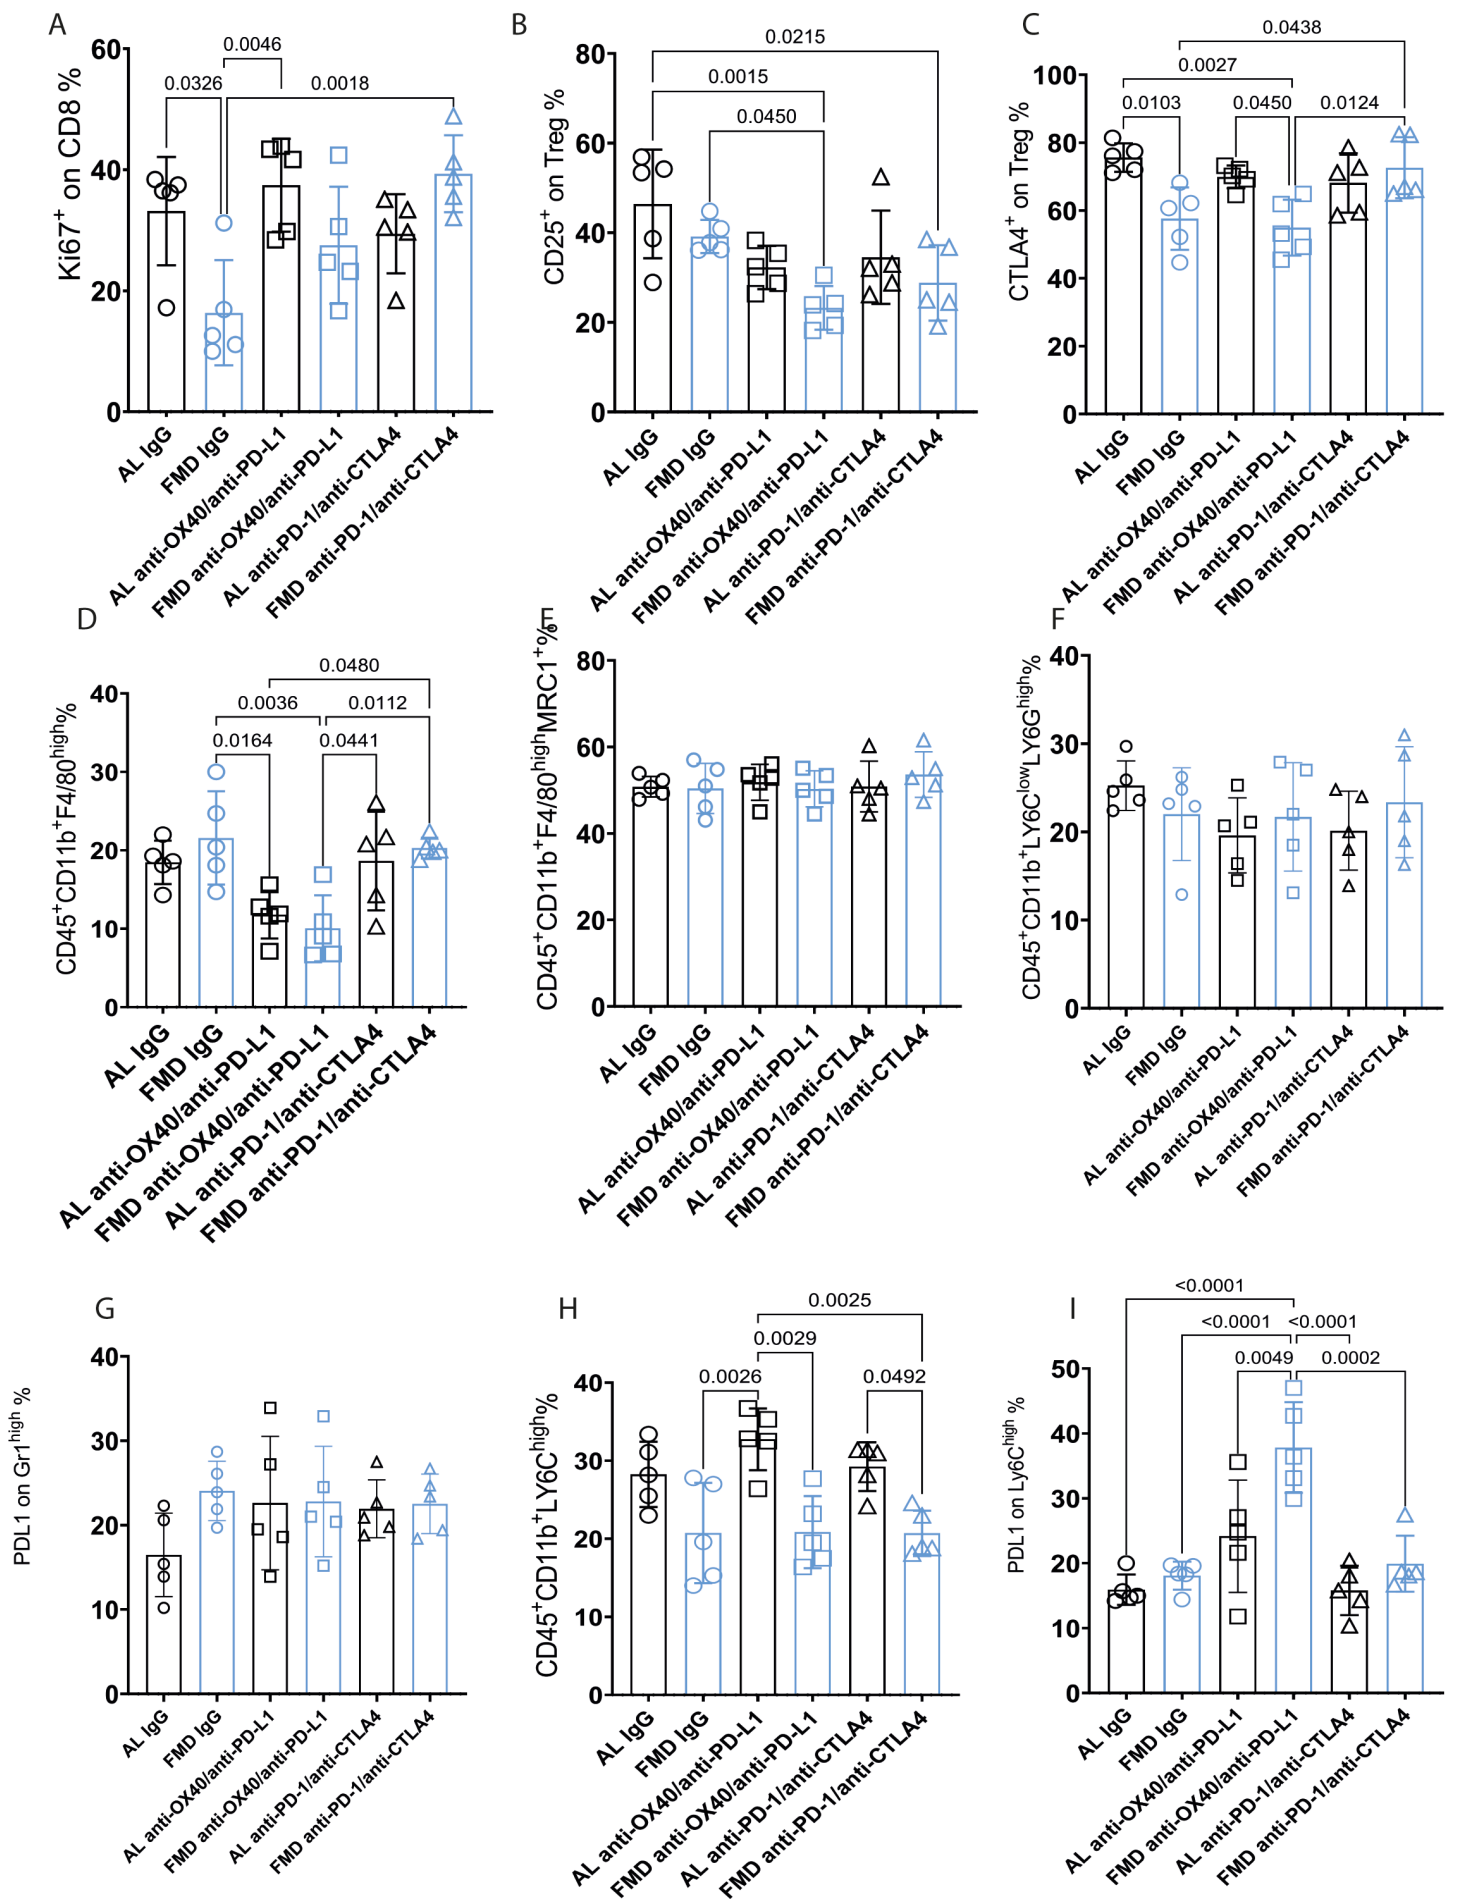 A
Ki67+ on CD8 %
60
40
20
0
0.0046
0.0326
0.0018
AL IgG
FMD IgG
AL anti-OX40/anti-PD-L1
FMD anti-OX40/anti-PD-L1
AL anti-PD-1/anti-CTLA4
FMD anti-PD-1/anti-CTLA4
B
CD25+ on Treg %
80
60
40
20
0
0.0215
0.0015
0.0450
AL IgG
FMD IgG
AL anti-OX40/anti-PD-L1
FMD anti-OX40/anti-PD-L1
AL anti-PD-1/anti-CTLA4
FMD anti-PD-1/anti-CTLA4
C
CTLA4+ on Treg %
100
80
60
40
20
0
0.0438
0.0027
0.0103
0.0450
0.0124
AL IgG
FMD IgG
AL anti-OX40/anti-PD-L1
FMD anti-OX40/anti-PD-L1
AL anti-PD-1/anti-CTLA4
FMD anti-PD-1/anti-CTLA4
D
CD45+CD11b+F4/80high%
40
30
20
10
0
0.0480
0.0036
0.0112
0.0164
0.0441
AL IgG
FMD IgG
AL anti-OX40/anti-PD-L1
FMD anti-OX40/anti-PD-L1
AL anti-PD-1/anti-CTLA4
FMD anti-PD-1/anti-CTLA4
E
CD45+CD11b+F4/80highMRC1+%
80
60
40
20
0
AL IgG
FMD IgG
AL anti-OX40/anti-PD-L1
FMD anti-OX40/anti-PD-L1
AL anti-PD-1/anti-CTLA4
FMD anti-PD-1/anti-CTLA4
F
CD45+CD11b+LY6ClowLY6Ghigh%
40
30
20
10
0
AL IgG
FMD IgG
AL anti-OX40/anti-PD-L1
FMD anti-OX40/anti-PD-L1
AL anti-PD-1/anti-CTLA4
FMD anti-PD-1/anti-CTLA4
G
PDL1 on Gr1high %
40
30
20
10
0
AL IgG
FMD IgG
AL anti-OX40/anti-PD-L1
FMD anti-OX40/anti-PD-L1
AL anti-PD-1/anti-CTLA4
FMD anti-PD-1/anti-CTLA4
H
CD45+CD11b+LY6Chigh%
40
30
20
10
0
0.0025
0.0029
0.0026
0.0492
AL IgG
FMD IgG
AL anti-OX40/anti-PD-L1
FMD anti-OX40/anti-PD-L1
AL anti-PD-1/anti-CTLA4
FMD anti-PD-1/anti-CTLA4
I
PDL1 on Ly6Chigh %
50
40
30
20
10
0
<0.0001
<0.0001
<0.0001
0.0049
0.0002
AL IgG
FMD IgG
AL anti-OX40/anti-PD-L1
FMD anti-OX40/anti-PD-L1
AL anti-PD-1/anti-CTLA4
FMD anti-PD-1/anti-CTLA4